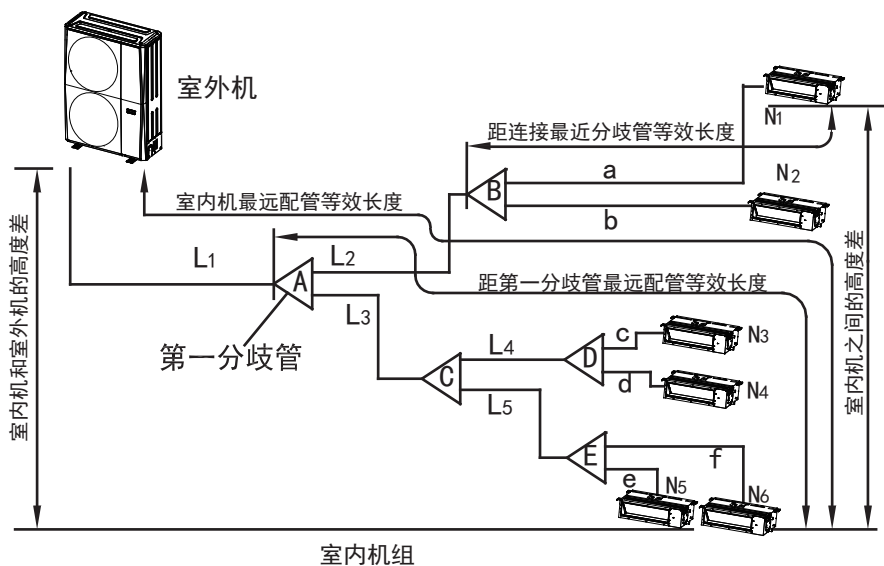 室外机
N1
距连接最近分歧管等效长度
a
B
N2
室内机最远配管等效长度
b
L1
L2
A
距第一分歧管最远配管等效长度
L3
第一分歧管
L4
c
N3
D
C
d
N4
L5
E
f
e
N5
N6
室内机和室外机的高度差
室内机之间的高度差
室内机组